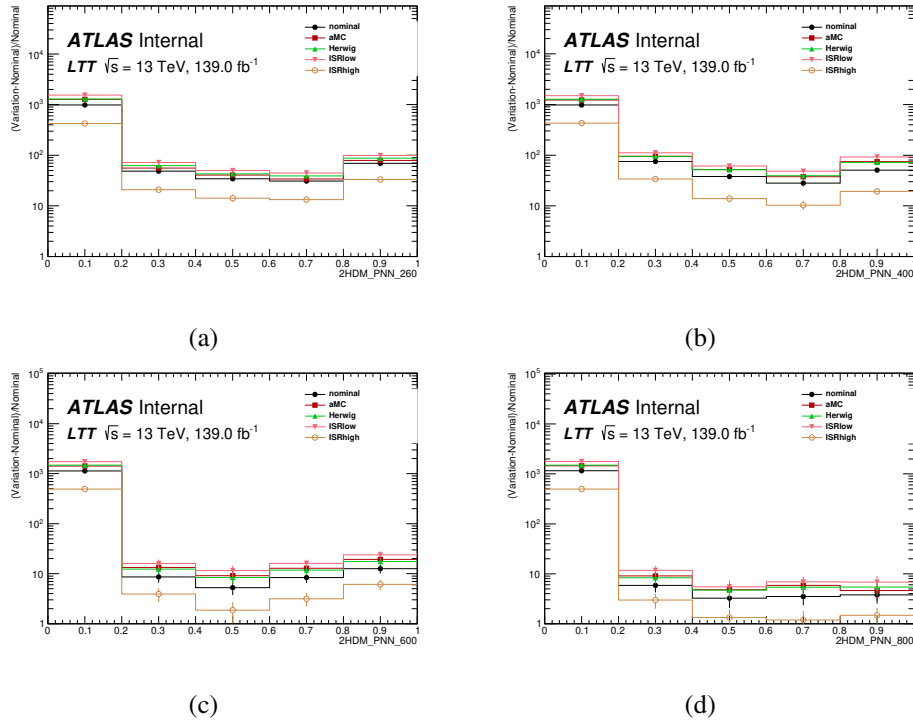 (Variation-Nominal)/Nominal
10⁴
10³
10²
10
1
ATLAS Internal
LTT √s = 13 TeV, 139.0 fb⁻¹
nominal
aMC
Herwig
ISRlow
ISRhigh
0 0.1 0.2 0.3 0.4 0.5 0.6 0.7 0.8 0.9 1
2HDM_PNN_260
(a)
(Variation-Nominal)/Nominal
10⁴
10³
10²
10
1
ATLAS Internal
LTT √s = 13 TeV, 139.0 fb⁻¹
nominal
aMC
Herwig
ISRlow
ISRhigh
0 0.1 0.2 0.3 0.4 0.5 0.6 0.7 0.8 0.9
2HDM_PNN_400
(b)
(Variation-Nominal)/Nominal
10⁵
10⁴
10³
10²
10
1
ATLAS Internal
LTT √s = 13 TeV, 139.0 fb⁻¹
nominal
aMC
Herwig
ISRlow
ISRhigh
0 0.1 0.2 0.3 0.4 0.5 0.6 0.7 0.8 0.9 1
2HDM_PNN_600
(c)
(Variation-Nominal)/Nominal
10⁵
10⁴
10³
10²
10
1
ATLAS Internal
LTT √s = 13 TeV, 139.0 fb⁻¹
nominal
aMC
Herwig
ISRlow
ISRhigh
0 0.1 0.2 0.3 0.4 0.5 0.6 0.7 0.8 0.9
2HDM_PNN_800
(d)